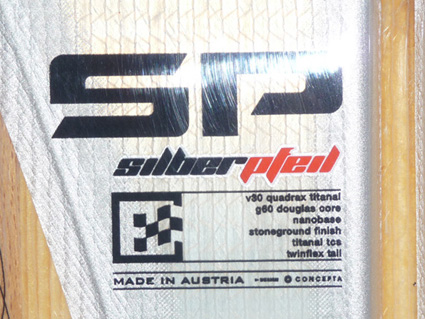 SP
silberpfeil
v30 quadrax titanal
g60 douglas core
nanobase
stoneground finish
titanal tcs
twinflex tail
MADE IN AUSTRIA CONCEPTA